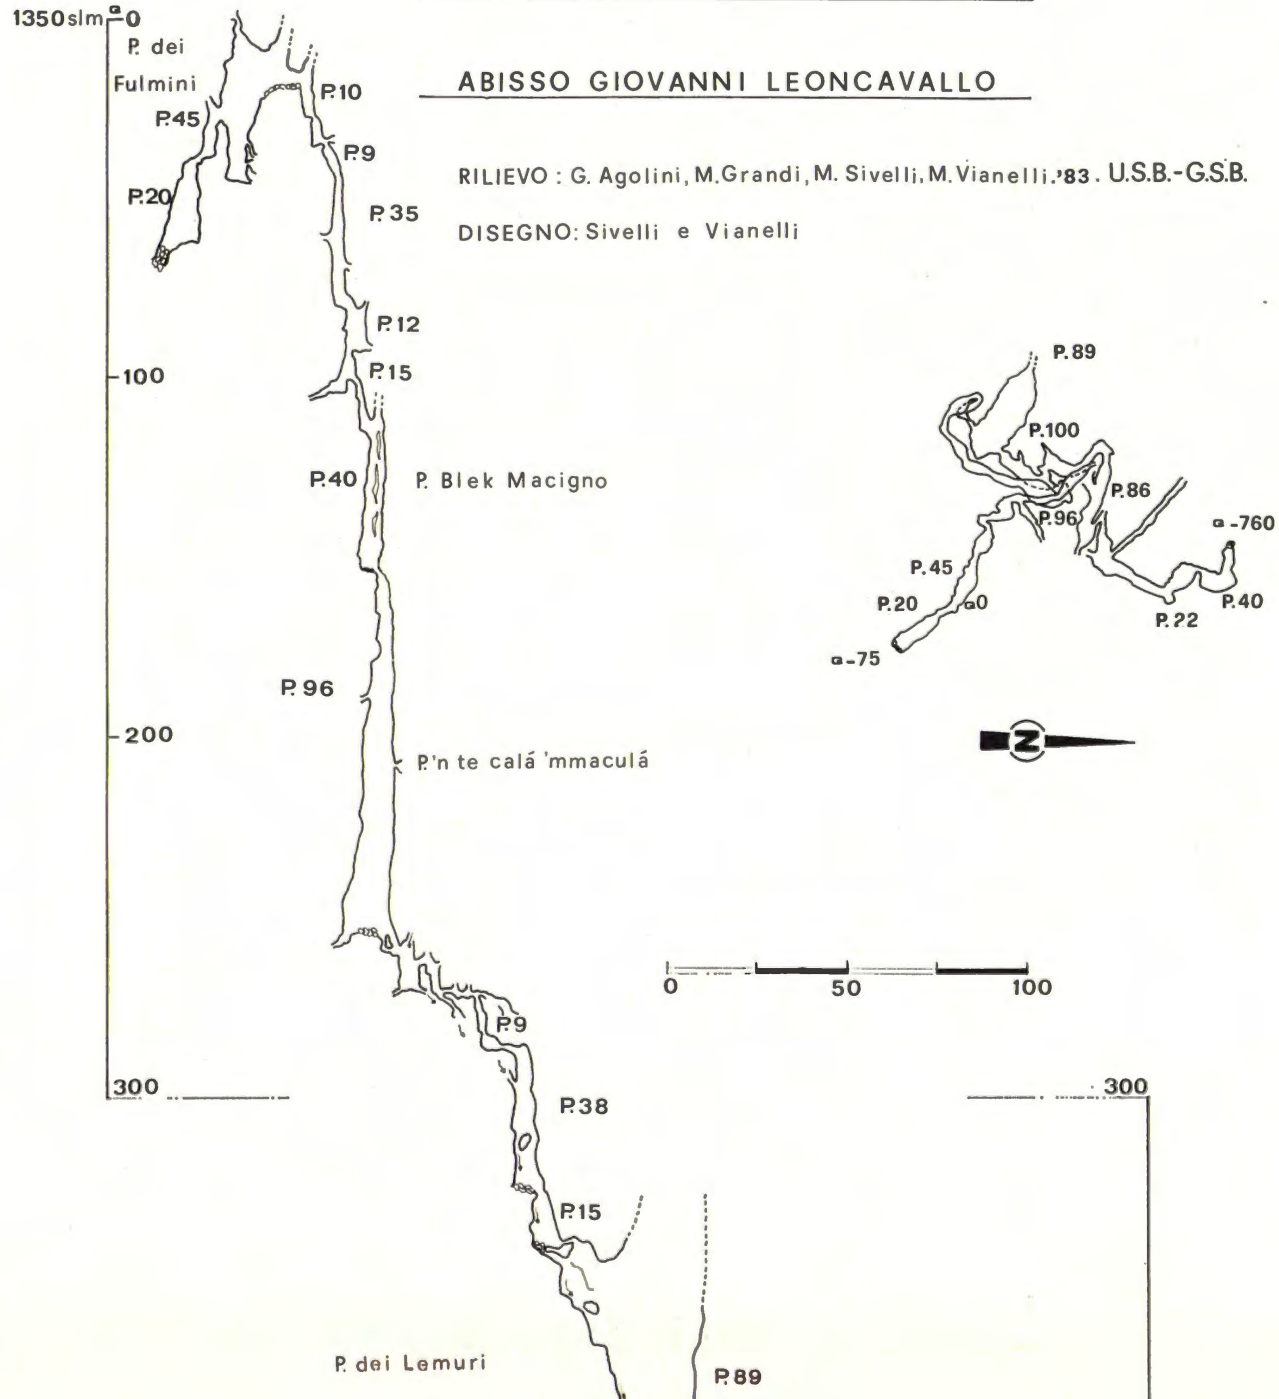 1350 slm 0
P. dei
Fulmini
P.45
P.20
P.10
P.9
P.35
P.12
-100
P.15
P.40
P. Blek Macigno
P.96
-200
P.'n te calá 'mmaculá
P.9
300
P.38
P.15
P. dei Lemuri
P.89
ABISSO GIOVANNI LEONCAVALLO
RILIEVO : G. Agolini, M.Grandi, M. Sivelli, M.Vianelli.'83. U.S.B.-G.S.B.
DISEGNO: Sivelli e Vianelli
P.89
P.100
P.86
P.96
-760
P.45
P.20
0
P.40
P.22
-75
N
0 50 100
300